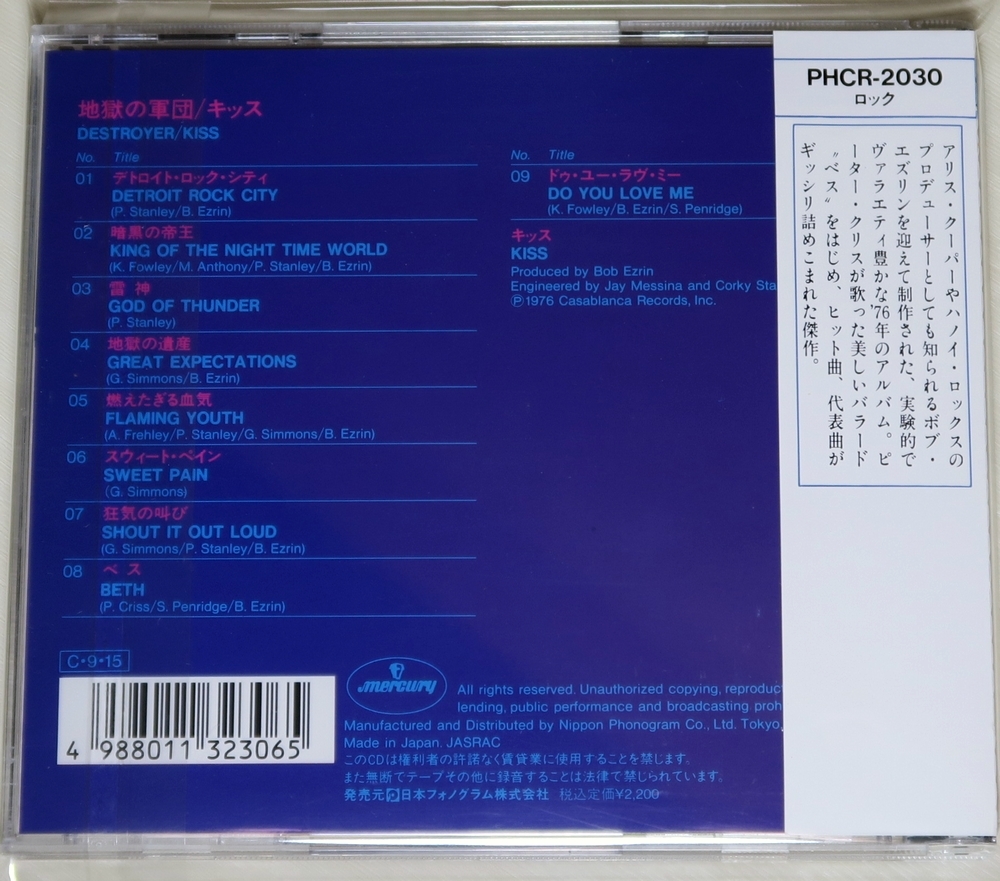 地獄の軍団/キッス
DESTROYER/KISS
No. Title
01 デトロイト・ロック・シティ
DETROIT ROCK CITY
(P. Stanley/B. Ezrin)
02 暗黒の帝王
KING OF THE NIGHT TIME WORLD
(K. Fowley/M. Anthony/P. Stanley/B. Ezrin)
03 雷神
GOD OF THUNDER
(P. Stanley)
04 地獄の遺産
GREAT EXPECTATIONS
(G. Simmons/B. Ezrin)
05 燃えたぎる血気
FLAMING YOUTH
(A. Frehley/P. Stanley/G. Simmons/B. Ezrin)
06 スウィート・ペイン
SWEET PAIN
(G. Simmons)
07 狂気の叫び
SHOUT IT OUT LOUD
(G. Simmons/P. Stanley/B. Ezrin)
08 ベス
BETH
(P. Criss/S. Penridge/B. Ezrin)
No. Title
09 ドゥ・ユー・ラヴ・ミー
DO YOU LOVE ME
(K. Fowley/B. Ezrin/S. Penridge)
キッス
KISS
Produced by Bob Ezrin
Engineered by Jay Messina and Corky Sta
Ⓟ1976 Casablanca Records, Inc.
PHCR-2030
ロック
アリス・クーパーやハノイ・ロックスの
プロデューサーとしても知られるボブ・
エズリンを迎えて制作された、実験的で
ヴァラエティ豊かな'76年のアルバム。ピ
ーター・クリスが歌った美しいバラード
〝ベス〟をはじめ、ヒット曲、代表曲が
ギッシリ詰めこまれた傑作。
C・9・15
4 988011 323065
mercury
All rights reserved. Unauthorized copying, reproduc
lending, public performance and broadcasting proh
Manufactured and Distributed by Nippon Phonogram Co., Ltd. Tokyo,
Made in Japan. JASRAC
このCDは権利者の許諾なく賃貸業に使用することを禁じます。
また無断でテープその他に録音することは法律で禁じられています。
発売元 日本フォノグラム株式会社 税込定価¥2,200